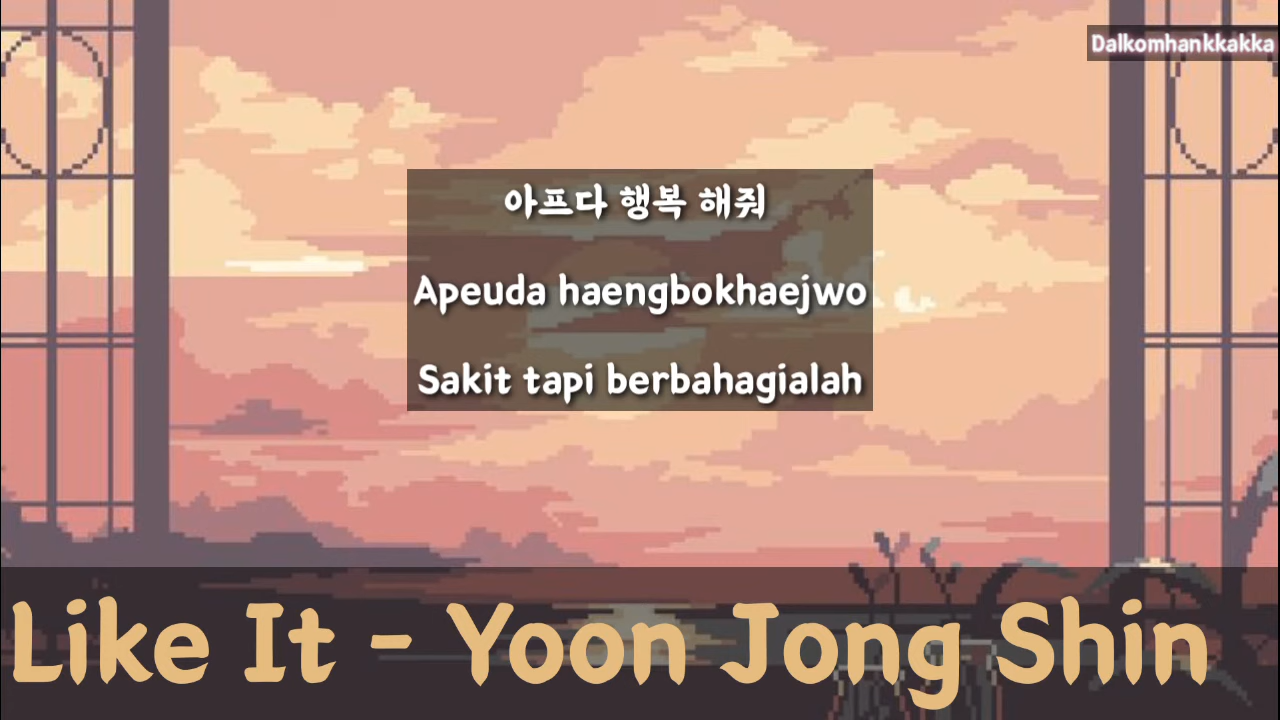 Dalkomhankkakka
아프다 행복 해줘
Apeuda haengbokhaejwo
Sakit tapi berbahagialah
Like It - Yoon Jong Shin